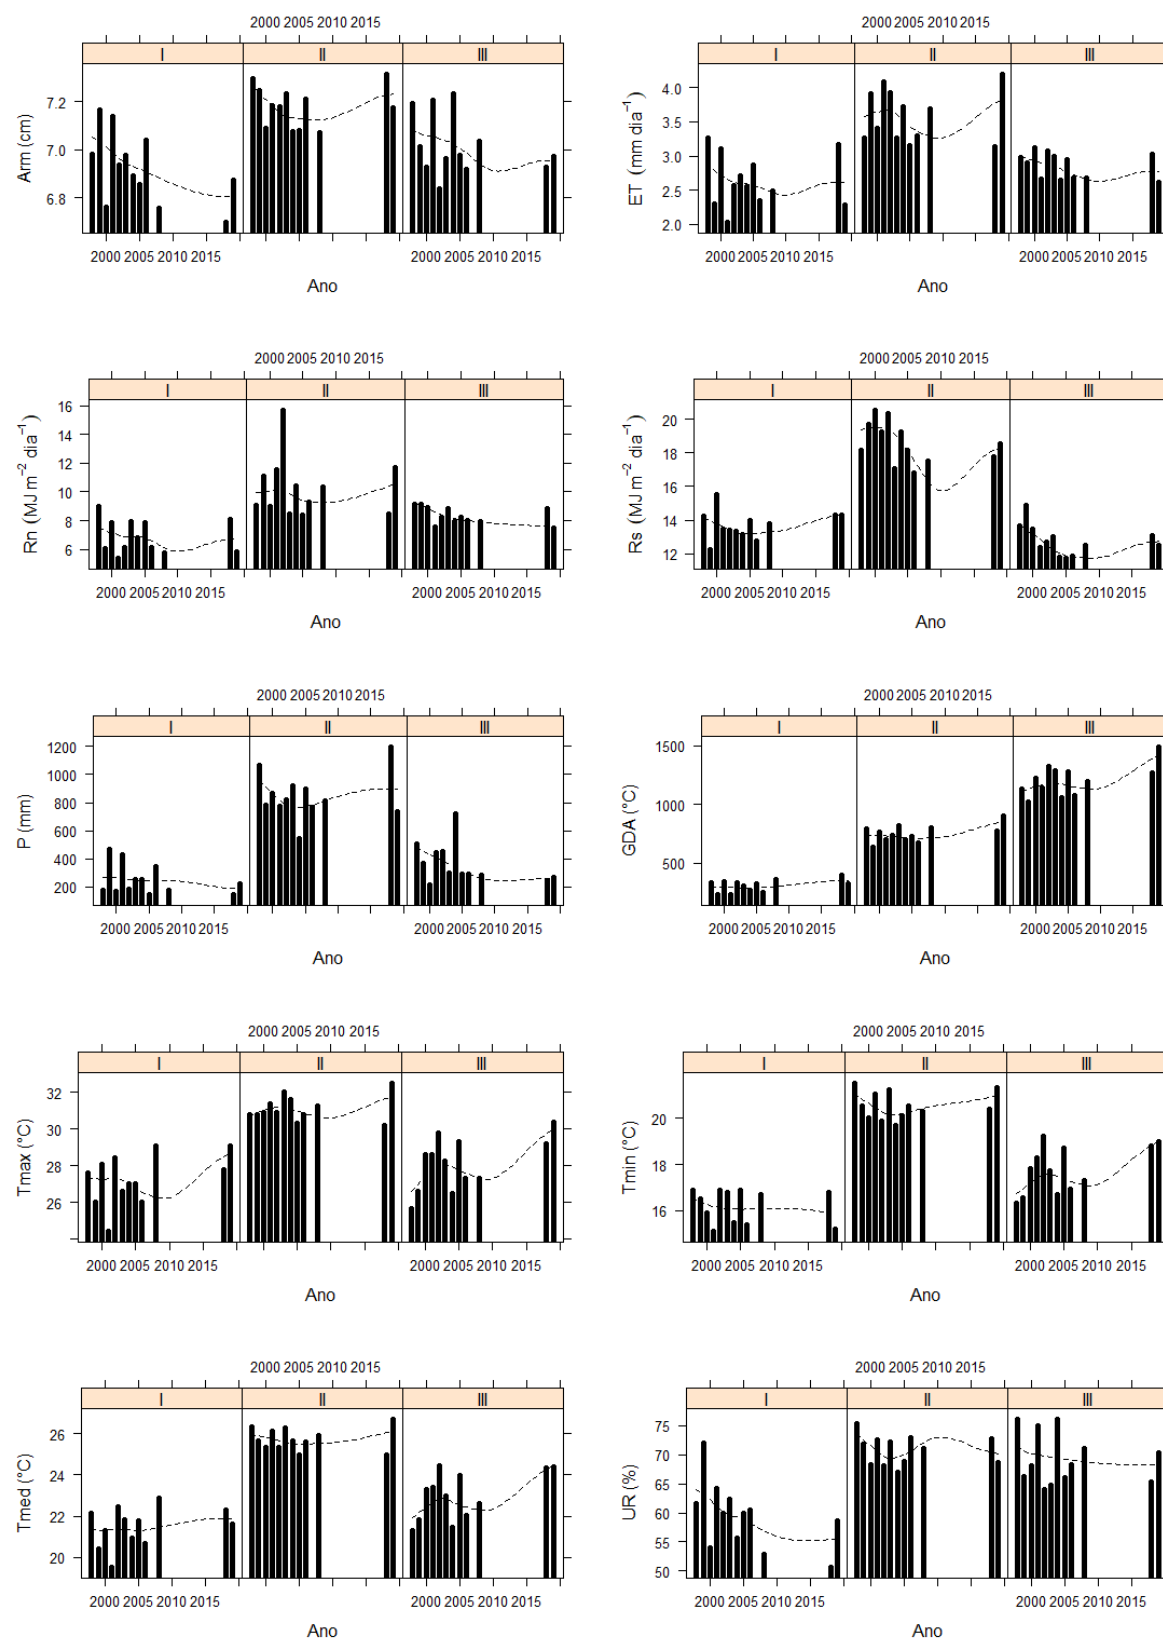 2000 2005 2010 2015
2000 2005 2010 2015
I II III
I II III
Arm (cm)
7.2
7.0
6.8
ET (mm dia⁻¹)
4.0
3.5
3.0
2.5
2.0
2000 2005 2010 2015
2000 2005 2010 2015
2000 2005 2010 2015
2000 2005 2010 2015
Ano
Ano
2000 2005 2010 2015
2000 2005 2010 2015
I II III
I II III
Rn (MJ m⁻² dia⁻¹)
16
14
12
10
8
6
Rs (MJ m⁻² dia⁻¹)
20
18
16
14
12
2000 2005 2010 2015
2000 2005 2010 2015
2000 2005 2010 2015
2000 2005 2010 2015
Ano
Ano
2000 2005 2010 2015
2000 2005 2010 2015
I II III
I II III
P (mm)
1200
1000
800
600
400
200
GDA (°C)
1500
1000
500
2000 2005 2010 2015
2000 2005 2010 2015
2000 2005 2010 2015
2000 2005 2010 2015
Ano
Ano
2000 2005 2010 2015
2000 2005 2010 2015
I II III
I II III
Tmax (°C)
32
30
28
26
Tmin (°C)
20
18
16
2000 2005 2010 2015
2000 2005 2010 2015
2000 2005 2010 2015
2000 2005 2010 2015
Ano
Ano
2000 2005 2010 2015
2000 2005 2010 2015
I II III
I II III
Tmed (°C)
26
24
22
20
UR (%)
75
70
65
60
55
50
2000 2005 2010 2015
2000 2005 2010 2015
2000 2005 2010 2015
2000 2005 2010 2015
Ano
Ano